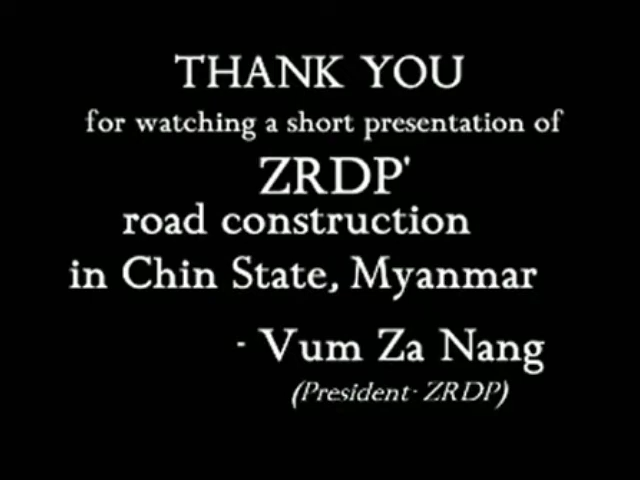 THANK YOU
for watching a short presentation of
ZRDP'
road construction
in Chin State, Myanmar
- Vum Za Nang
(President- ZRDP)